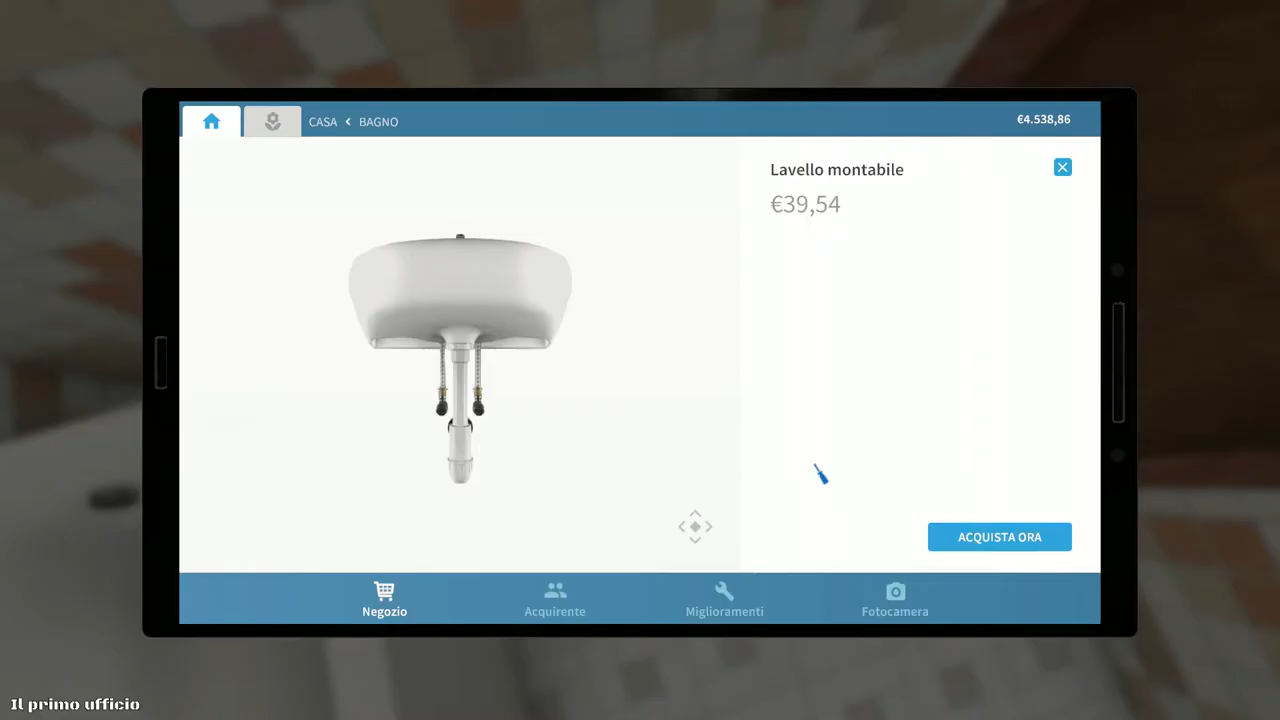 CASA < BAGNO
€4.538,86
Lavello montabile
€39,54
ACQUISTA ORA
Negozio
Acquirente
Miglioramenti
Fotocamera
Il primo ufficio